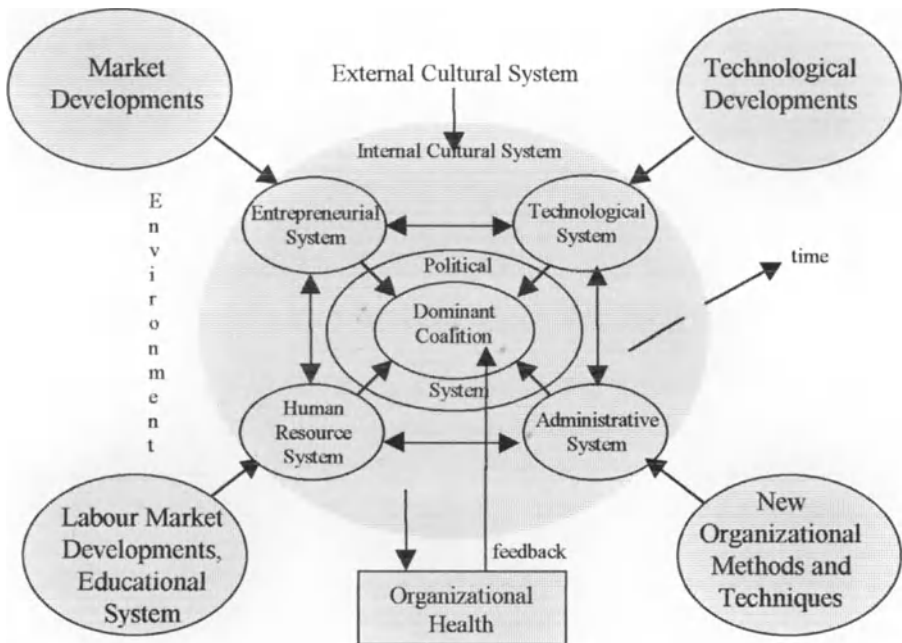 Market
Developments
External Cultural System
Technological
Developments
Internal Cultural System
Environment
Entrepreneurial
System
Technological
System
Political
time
Dominant
Coalition
System
Human
Resource
System
Administrative
System
Labour Market
Developments,
Educational
System
feedback
Organizational
Health
New
Organizational
Methods and
Techniques